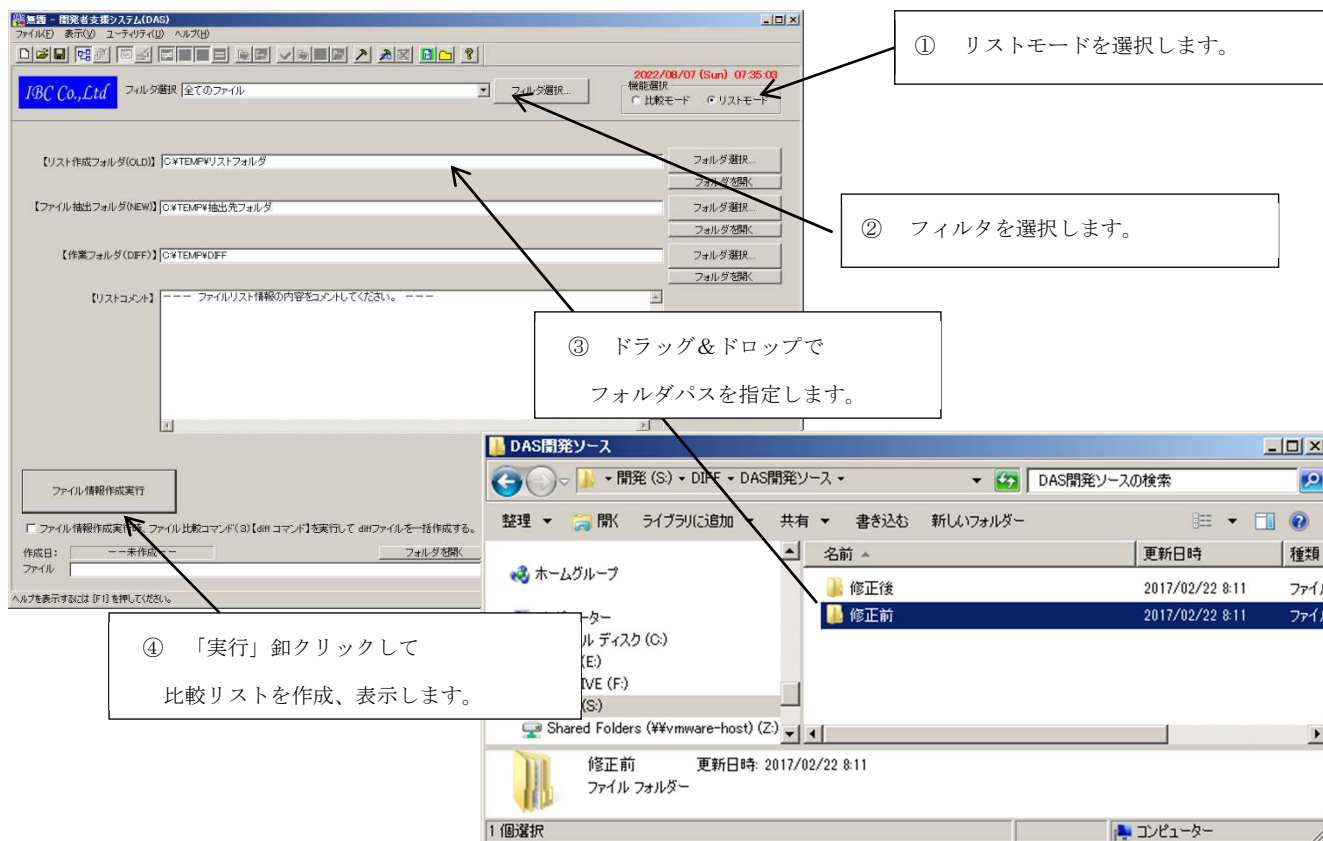 無題 - 開発者支援システム(DAS)
ファイル(F) 表示(V) ユーティリティ(U) ヘルプ(H)
2022/08/07 (Sun) 07:35:03
IBC Co.,Ltd
フィルタ選択 全てのファイル
フィルタ選択...
機能選択
比較モード リストモード
【リスト作成フォルダ(OLD)】 C:¥TEMP¥リストフォルダ
フォルダ選択...
フォルダを開く
【ファイル抽出フォルダ(NEW)】 C:¥TEMP¥抽出先フォルダ
フォルダ選択...
フォルダを開く
【作業フォルダ(DIFF)】 C:¥TEMP¥DIFF
フォルダ選択...
フォルダを開く
【リストコメント】 --- ファイルリスト情報の内容をコメントしてください。 ---
ファイル情報作成実行
ファイル情報作成実行後、ファイル比較コマンド(3)【diff コマンド】を実行して diffファイルを一括作成する。
作成日: --未作成--
フォルダを開く
ファイル
ヘルプを表示するには [F1] を押してください。
① リストモードを選択します。
② フィルタを選択します。
③ ドラッグ&ドロップで
フォルダパスを指定します。
④ 「実行」釦クリックして
比較リストを作成、表示します。
DAS開発ソース
開発 (S:) DIFF DAS開発ソース
DAS開発ソースの検索
整理 開く ライブラリに追加 共有 書き込む 新しいフォルダー
名前 更新日時 種類
ホームグループ
修正後 2017/02/22 8:11 ファイ
修正前 2017/02/22 8:11 ファイ
ーター
ル ディスク (C:)
(E:)
IVE (F:)
(S:)
Shared Folders (¥¥vmware-host) (Z:)
修正前 更新日時: 2017/02/22 8:11
ファイル フォルダー
1 個選択
コンピューター